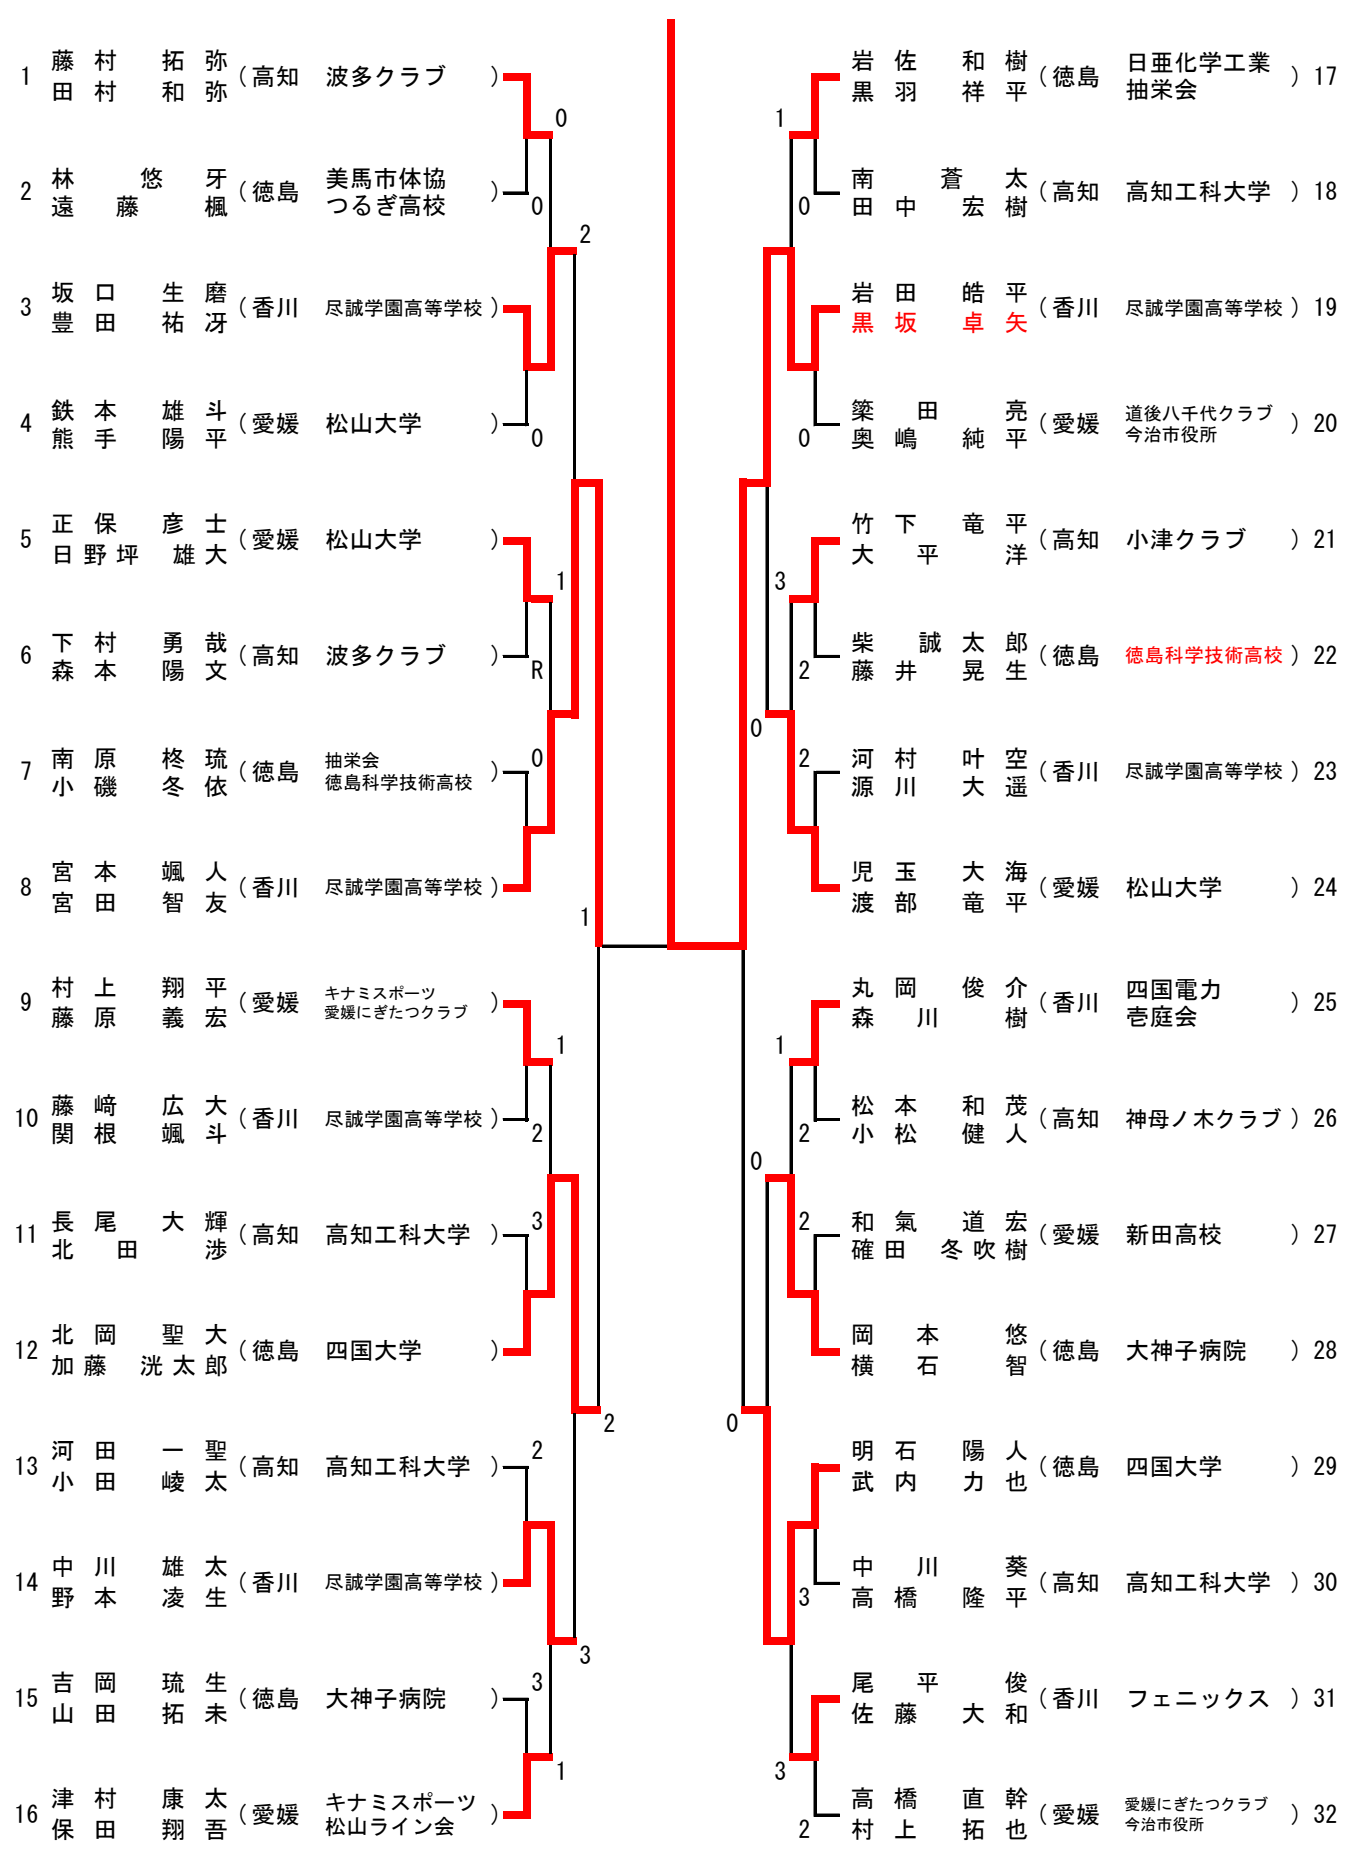 1 藤村 拓弥 (高知 波多クラブ )
田村 和弥
0
2 林 悠牙 (徳島 美馬市体協 )
遠藤 楓 つるぎ高校
0
2
3 坂口 生磨 (香川 尽誠学園高等学校 )
豊田 祐冴
4 鉄本 雄斗 (愛媛 松山大学 )
熊手 陽平
0
5 正保 彦士 (愛媛 松山大学 )
日野坪 雄大
1
6 下村 勇哉 (高知 波多クラブ )
森本 陽文
R
7 南原 柊琉 (徳島 抽栄会 )
小磯 冬依 徳島科学技術高校
0
8 宮本 颯人 (香川 尽誠学園高等学校 )
宮田 智友
1
9 村上 翔平 (愛媛 キナミスポーツ )
藤原 義宏 愛媛にぎたつクラブ
1
10 藤﨑 広大 (香川 尽誠学園高等学校 )
関根 颯斗
2
11 長尾 大輝 (高知 高知工科大学 )
北田 渉
3
12 北岡 聖大 (徳島 四国大学 )
加藤 洸太郎
2
13 河田 一聖 (高知 高知工科大学 )
小田 崚太
2
14 中川 雄太 (香川 尽誠学園高等学校 )
野本 凌生
3
15 吉岡 琉生 (徳島 大神子病院 )
山田 拓未
3
1
16 津村 康太 (愛媛 キナミスポーツ )
保田 翔吾 松山ライン会
岩佐 和樹 (徳島 日亜化学工業 ) 17
黒羽 祥平 抽栄会
1
南 蒼太 (高知 高知工科大学 ) 18
田中 宏樹
0
岩田 皓平 (香川 尽誠学園高等学校 ) 19
黒坂 卓矢
簗田 亮 (愛媛 道後八千代クラブ ) 20
奥嶋 純平 今治市役所
0
竹下 竜平 (高知 小津クラブ ) 21
大平 洋
3
柴 誠太郎 (徳島 徳島科学技術高校 ) 22
藤井 晃生
2
0
河村 叶空 (香川 尽誠学園高等学校 ) 23
源川 大遥
2
児玉 大海 (愛媛 松山大学 ) 24
渡部 竜平
丸岡 俊介 (香川 四国電力 ) 25
森川 樹 壱庭会
1
松本 和茂 (高知 神母ノ木クラブ ) 26
小松 健人
2
0
和氣 道宏 (愛媛 新田高校 ) 27
確田 冬吹樹
2
岡本 悠 (徳島 大神子病院 ) 28
横石 智
0
明石 陽人 (徳島 四国大学 ) 29
武内 力也
中川 葵 (高知 高知工科大学 ) 30
高橋 隆平
3
尾平 俊 (香川 フェニックス ) 31
佐藤 大和
3
高橋 直幹 (愛媛 愛媛にぎたつクラブ ) 32
村上 拓也 今治市役所
2